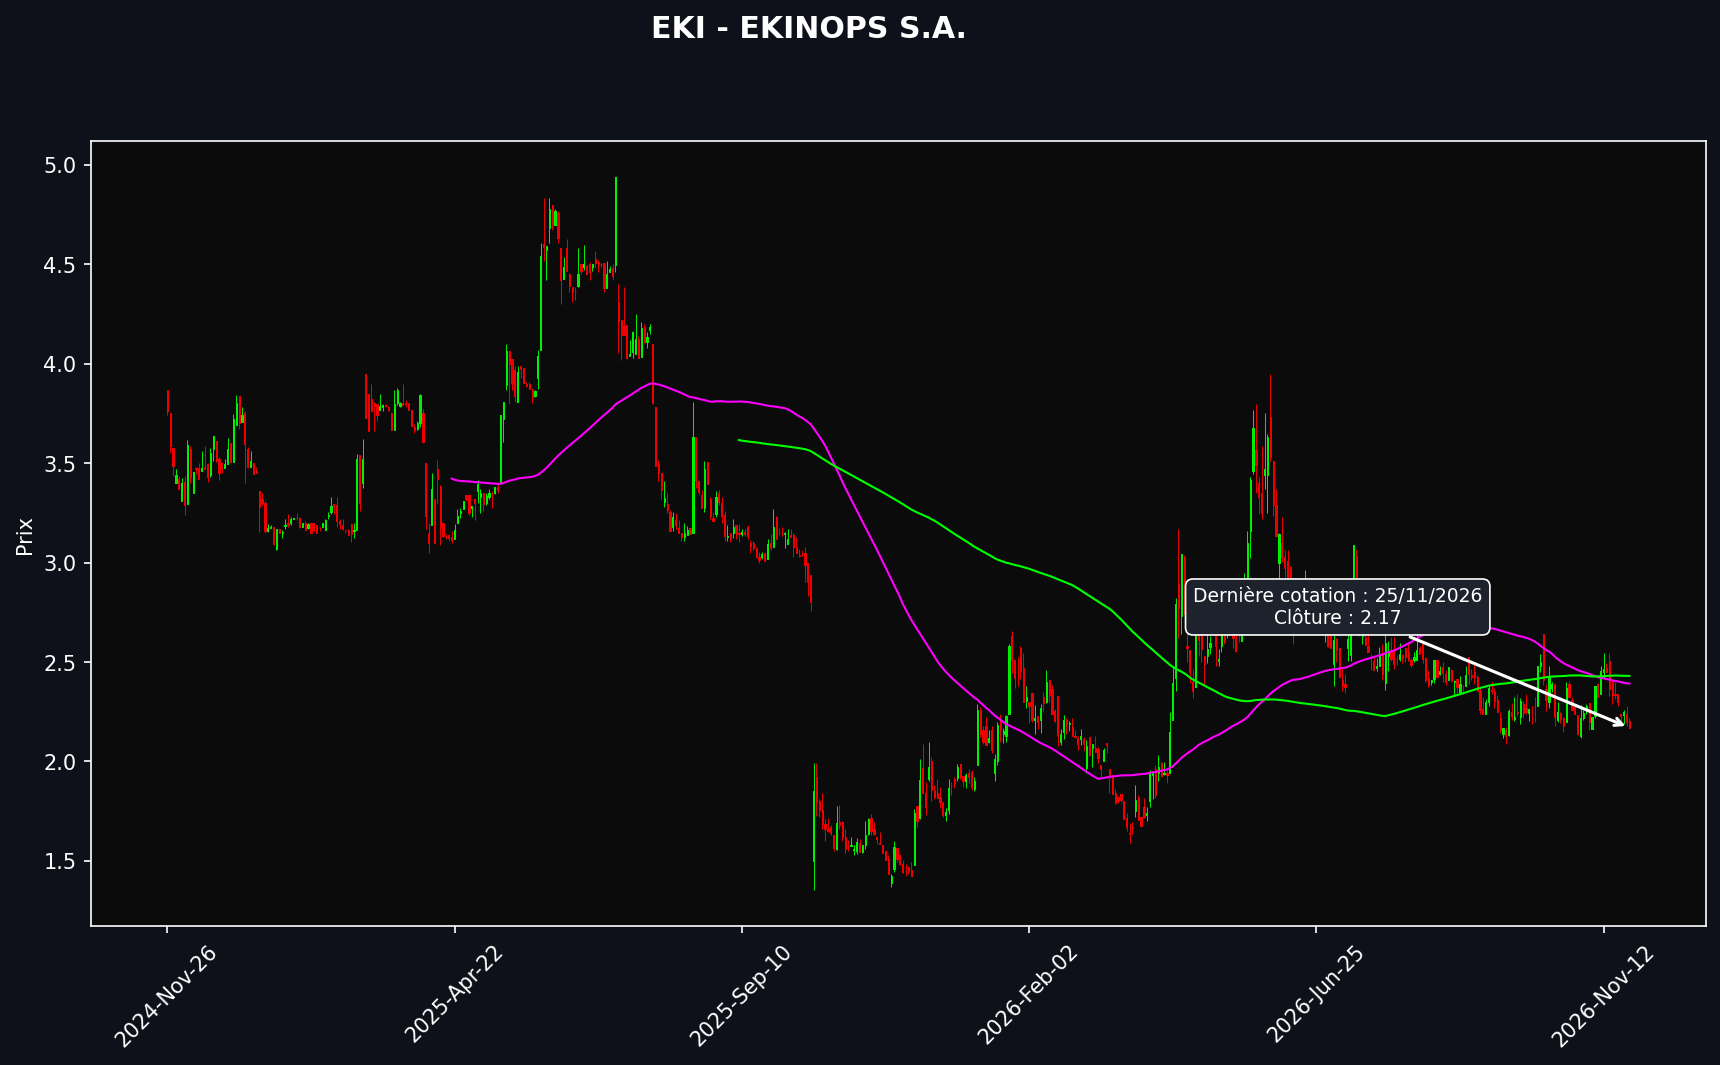 EKI - EKINOPS S.A.
Prix
5.0
4.5
4.0
3.5
3.0
2.5
2.0
1.5
Dernière cotation : 25/11/2026
Clôture : 2.17
2024-Nov-26
2025-Apr-22
2025-Sep-10
2026-Feb-02
2026-Jun-25
2026-Nov-12